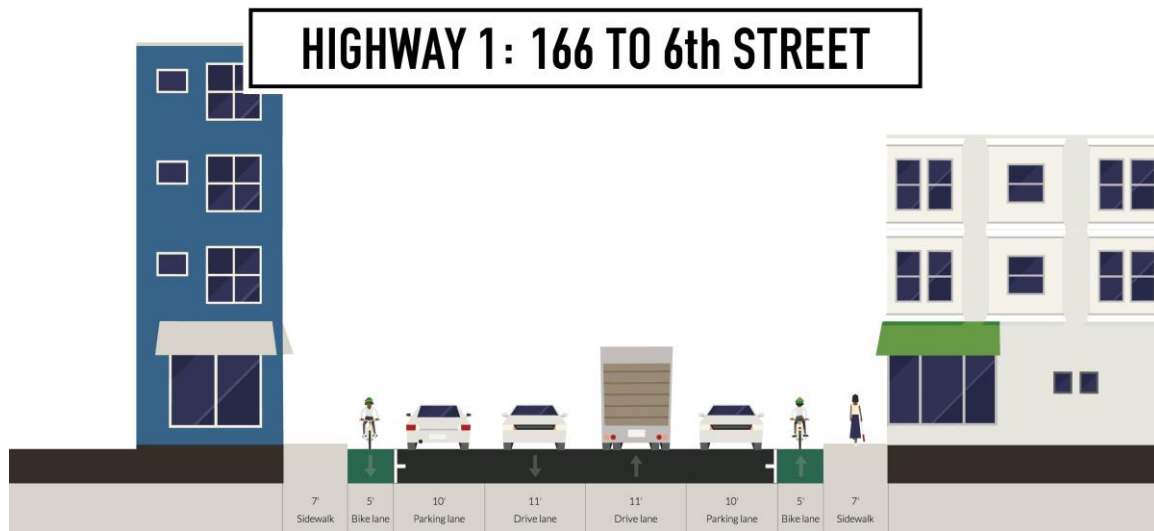 HIGHWAY 1: 166 TO 6th STREET
7' 5' 10' 11' 11' 10' 5' 7'
Sidewalk Bike lane Parking lane Drive lane Drive lane Parking lane Bike lane Sidewalk